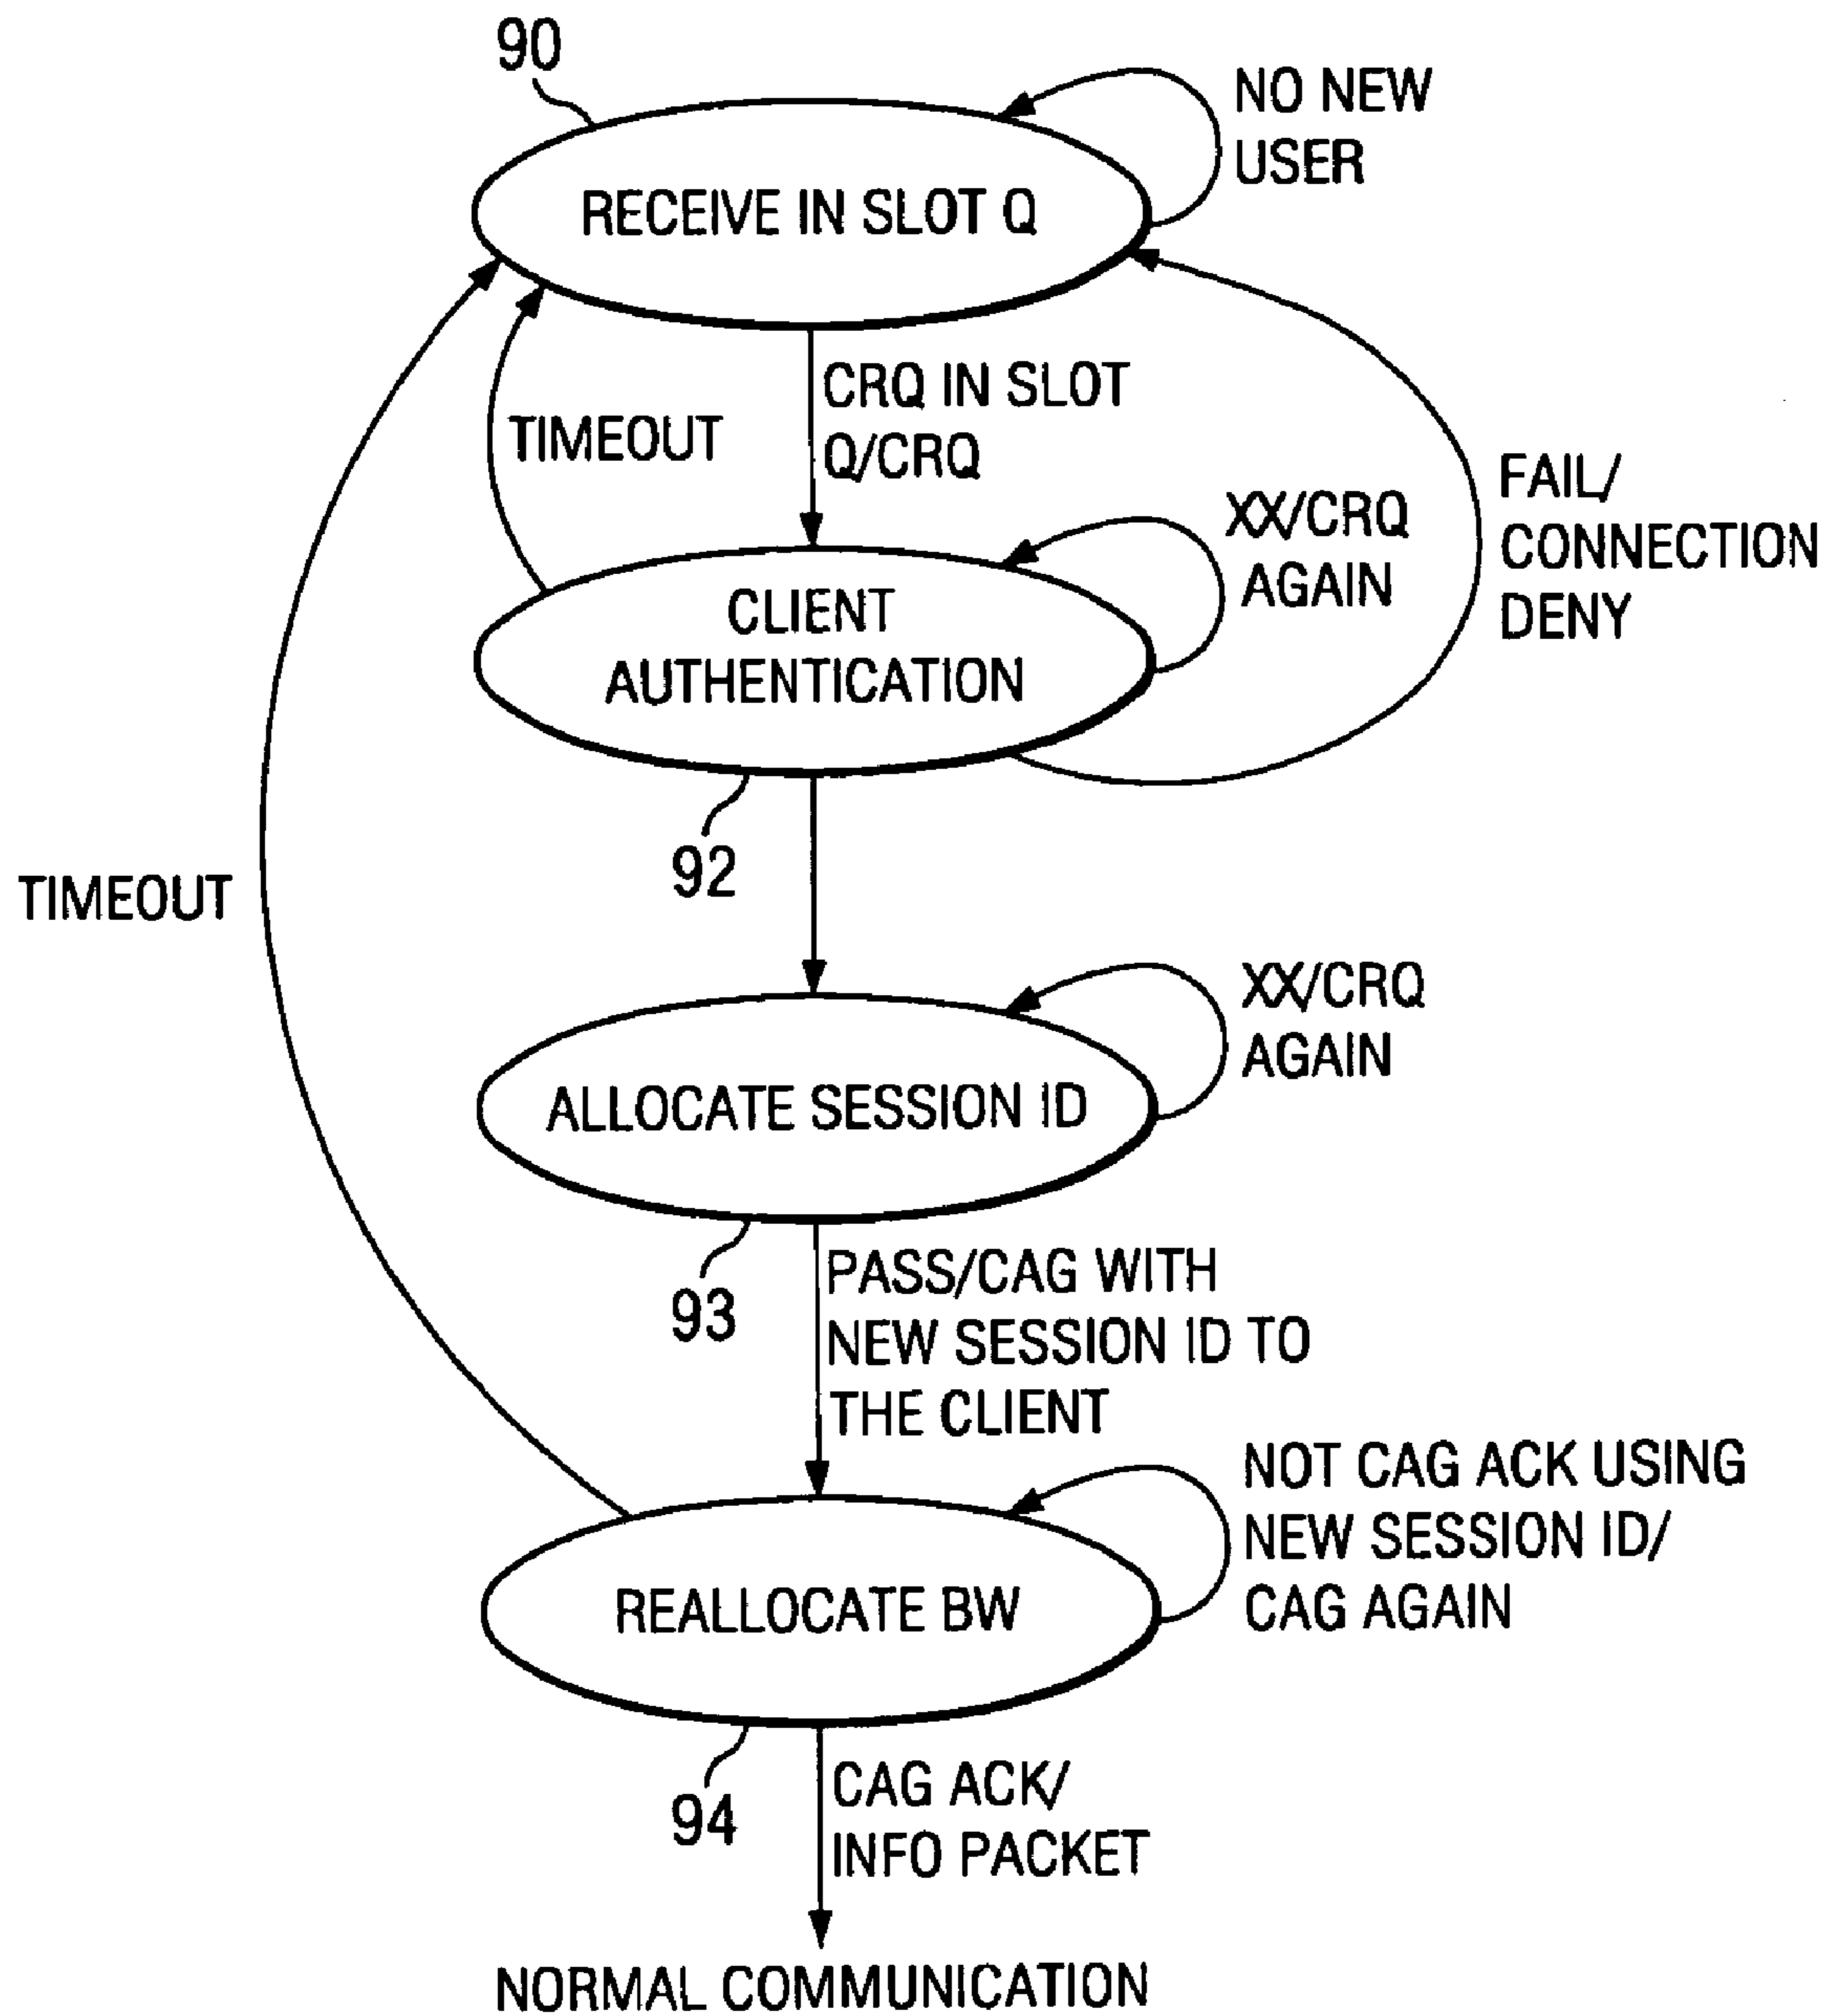 90
NO NEW
USER
RECEIVE IN SLOT Q
CRQ IN SLOT
Q/CRQ
TIMEOUT
FAIL/
CONNECTION
DENY
XX/CRQ
AGAIN
CLIENT
AUTHENTICATION
92
TIMEOUT
XX/CRQ
AGAIN
ALLOCATE SESSION ID
93
PASS/CAG WITH
NEW SESSION ID TO
THE CLIENT
NOT CAG ACK USING
NEW SESSION ID/
CAG AGAIN
REALLOCATE BW
94
CAG ACK/
INFO PACKET
NORMAL COMMUNICATION